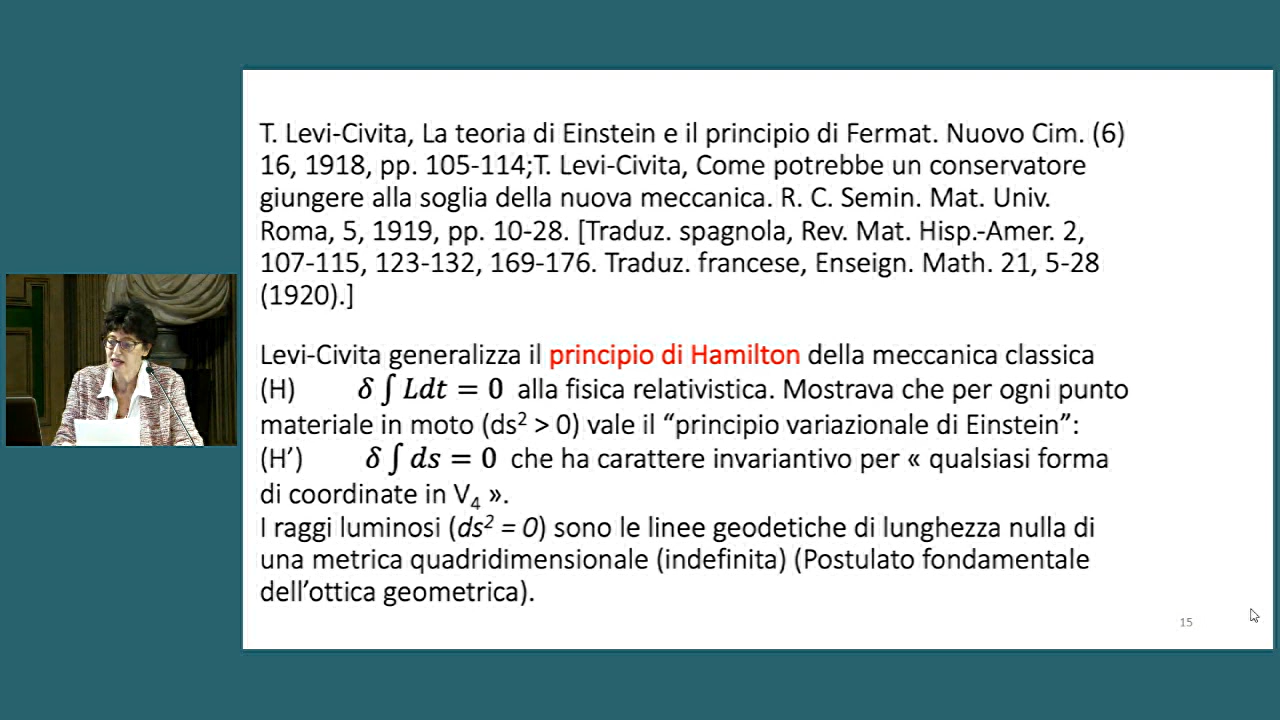 T. Levi-Civita, La teoria di Einstein e il principio di Fermat. Nuovo Cim. (6)
16, 1918, pp. 105-114;T. Levi-Civita, Come potrebbe un conservatore
giungere alla soglia della nuova meccanica. R. C. Semin. Mat. Univ.
Roma, 5, 1919, pp. 10-28. [Traduz. spagnola, Rev. Mat. Hisp.-Amer. 2,
107-115, 123-132, 169-176. Traduz. francese, Enseign. Math. 21, 5-28
(1920).]
Levi-Civita generalizza il principio di Hamilton della meccanica classica
(H) δ ∫ Ldt = 0 alla fisica relativistica. Mostrava che per ogni punto
materiale in moto (ds² > 0) vale il “principio variazionale di Einstein”:
(H’) δ ∫ ds = 0 che ha carattere invariantivo per « qualsiasi forma
di coordinate in V₄ ».
I raggi luminosi (ds² = 0) sono le linee geodetiche di lunghezza nulla di
una metrica quadridimensionale (indefinita) (Postulato fondamentale
dell’ottica geometrica).
15